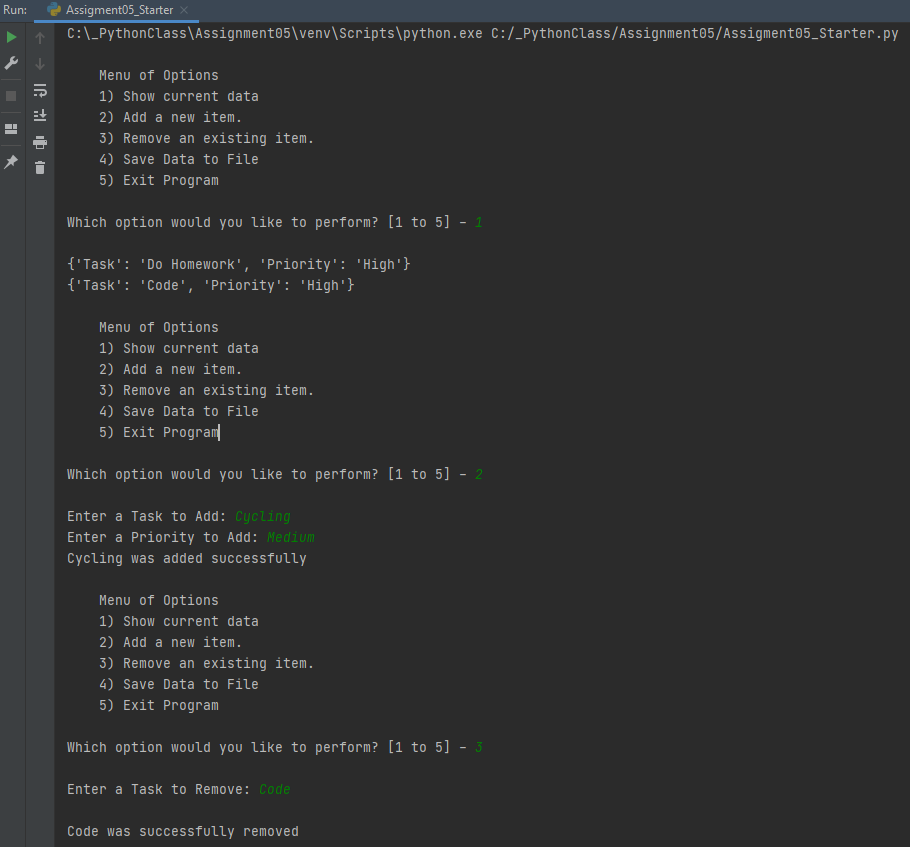 Run: Assigment05_Starter
C:\_PythonClass\Assignment05\venv\Scripts\python.exe C:/_PythonClass/Assignment05/Assigment05_Starter.py
Menu of Options
1) Show current data
2) Add a new item.
3) Remove an existing item.
4) Save Data to File
5) Exit Program
Which option would you like to perform? [1 to 5] - 1
{'Task': 'Do Homework', 'Priority': 'High'}
{'Task': 'Code', 'Priority': 'High'}
Menu of Options
1) Show current data
2) Add a new item.
3) Remove an existing item.
4) Save Data to File
5) Exit Program
Which option would you like to perform? [1 to 5] - 2
Enter a Task to Add: Cycling
Enter a Priority to Add: Medium
Cycling was added successfully
Menu of Options
1) Show current data
2) Add a new item.
3) Remove an existing item.
4) Save Data to File
5) Exit Program
Which option would you like to perform? [1 to 5] - 3
Enter a Task to Remove: Code
Code was successfully removed